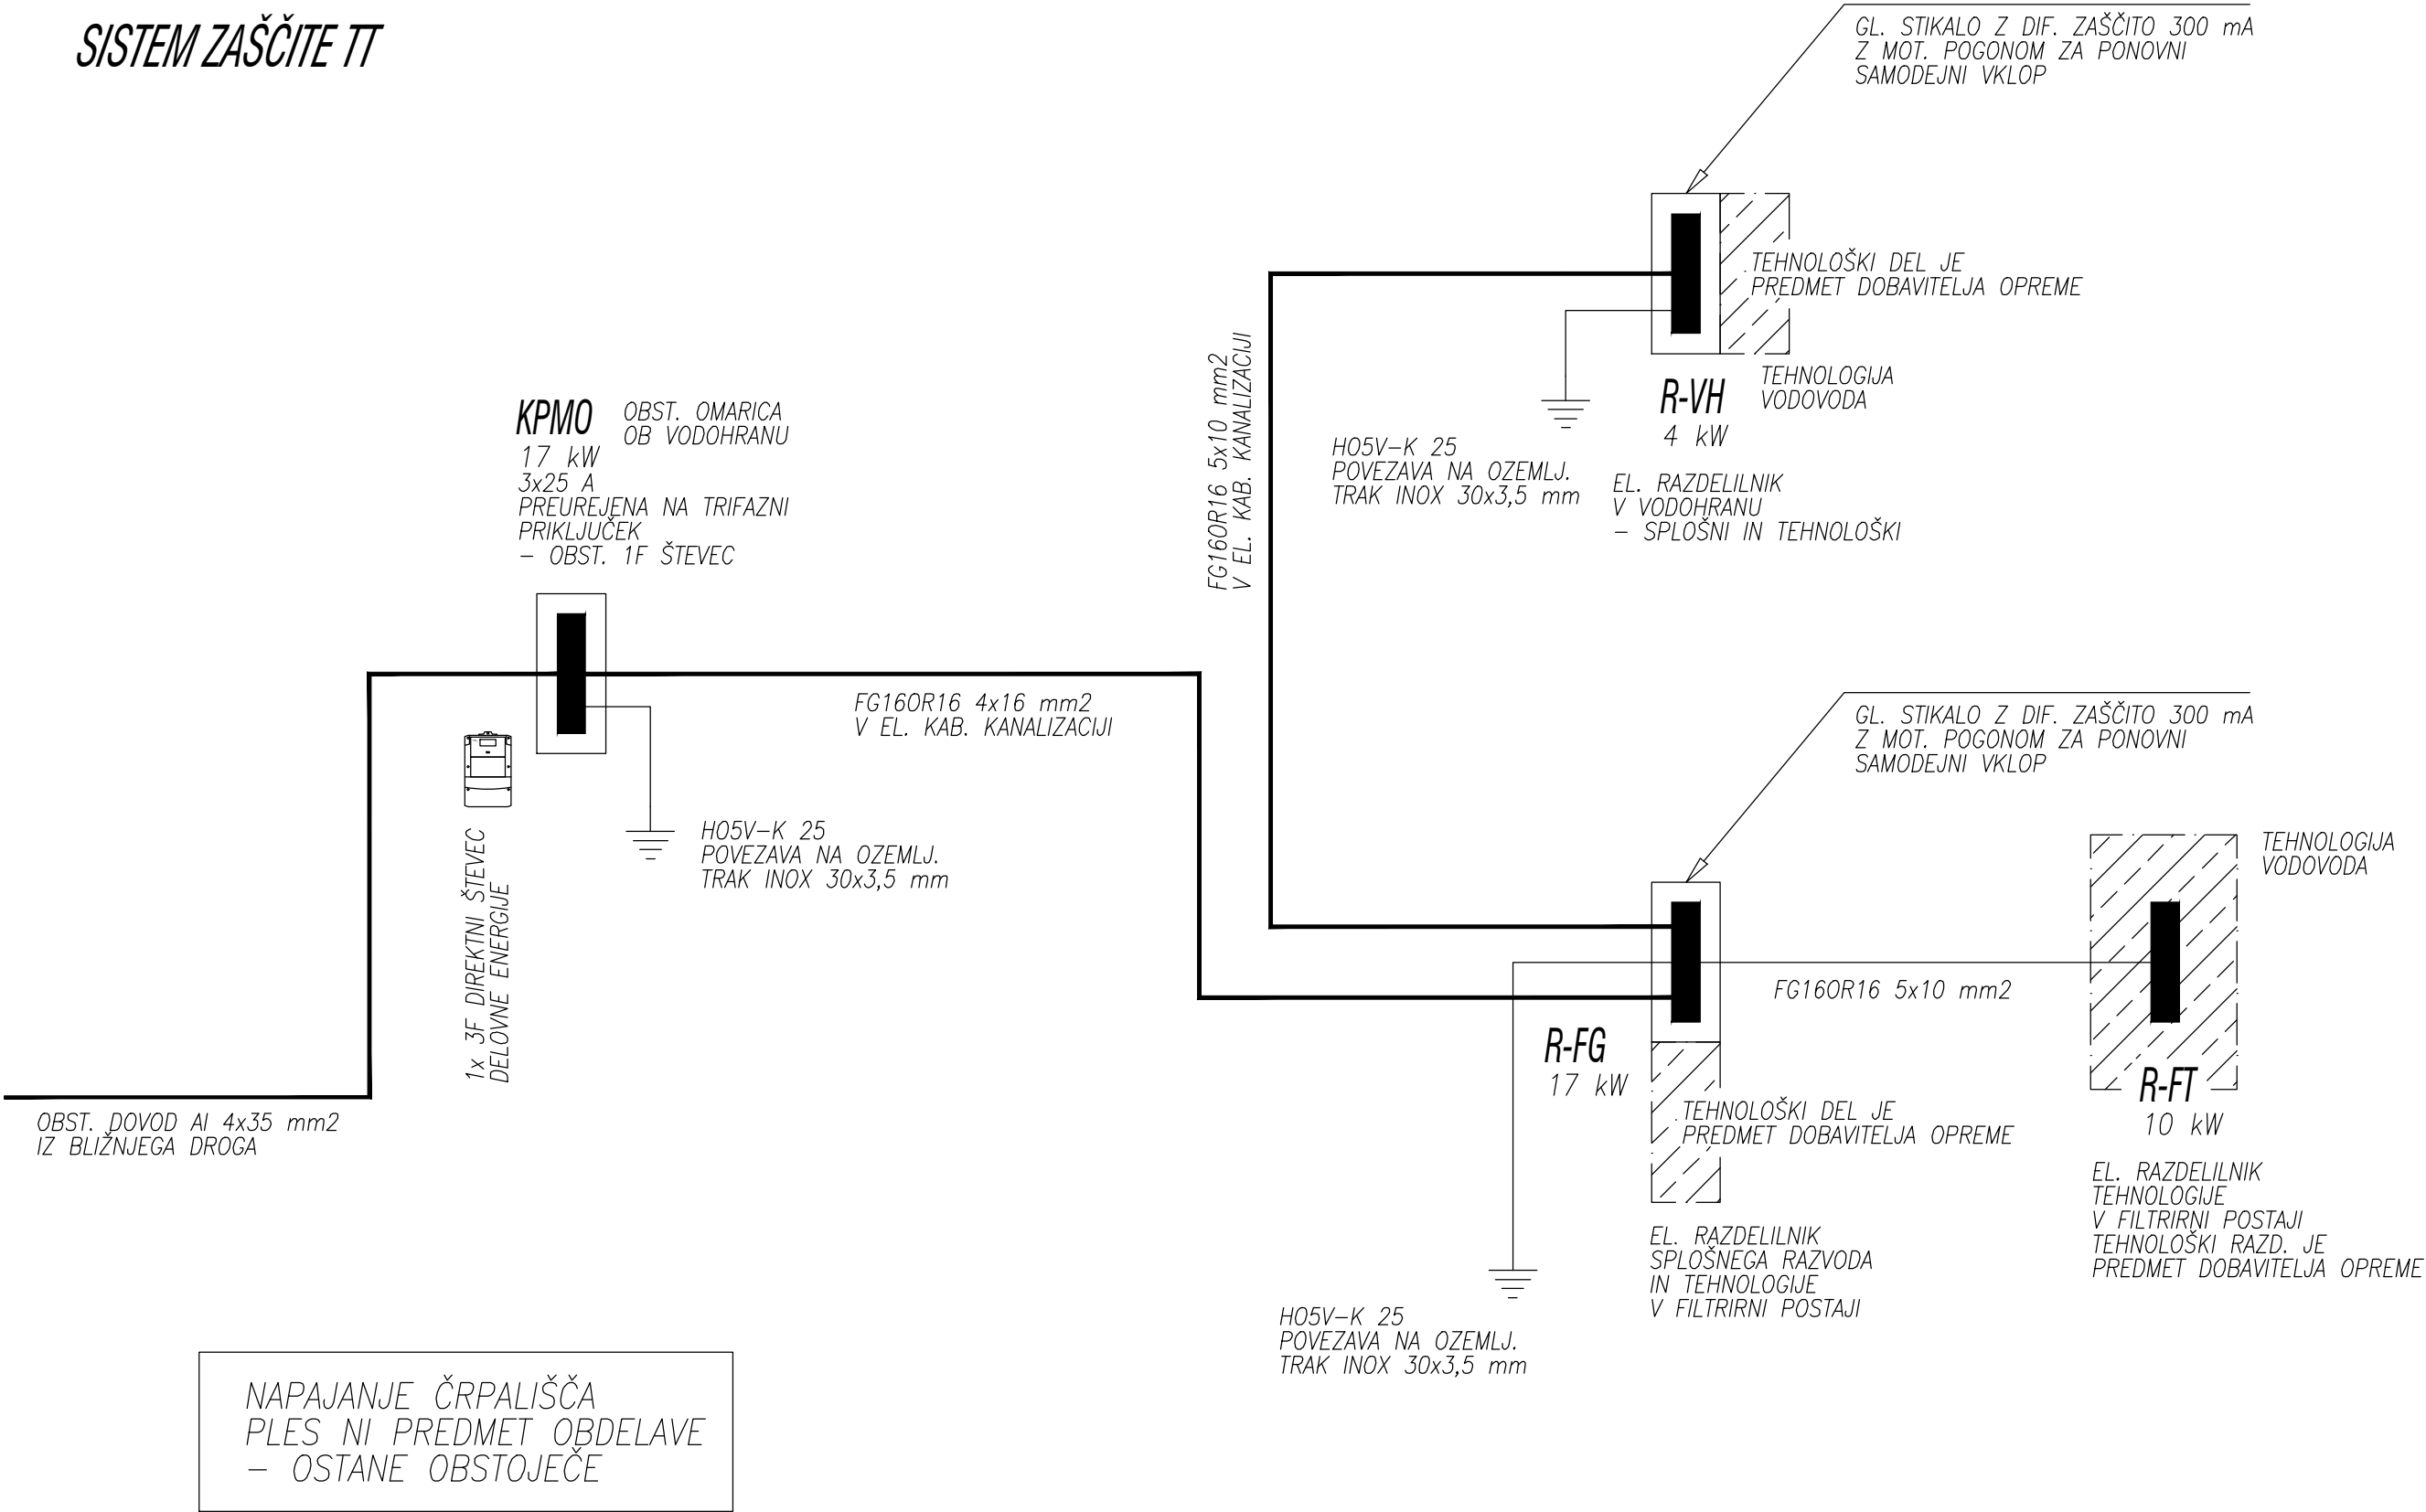 SISTEM ZAŠČITE TT
GL. STIKALO Z DIF. ZAŠČITO 300 mA
Z MOT. POGONOM ZA PONOVNI
SAMODEJNI VKLOP
TEHNOLOŠKI DEL JE
PREDMET DOBAVITELJA OPREME
TEHNOLOGIJA
VODOVODA
R-VH
4 kW
EL. RAZDELILNIK
V VODOHRANU
- SPLOŠNI IN TEHNOLOŠKI
H05V-K 25
POVEZAVA NA OZEMLJ.
TRAK INOX 30x3,5 mm
FG16OR16 5x10 mm2
V EL. KAB. KANALIZACIJI
KPMO
OBST. OMARICA
OB VODOHRANU
17 kW
3x25 A
PREUREJENA NA TRIFAZNI
PRIKLJUČEK
- OBST. 1F ŠTEVEC
FG16OR16 4x16 mm2
V EL. KAB. KANALIZACIJI
H05V-K 25
POVEZAVA NA OZEMLJ.
TRAK INOX 30x3,5 mm
1x 3F DIREKTNI ŠTEVEC
DELOVNE ENERGIJE
OBST. DOVOD Al 4x35 mm2
IZ BLIŽNJEGA DROGA
GL. STIKALO Z DIF. ZAŠČITO 300 mA
Z MOT. POGONOM ZA PONOVNI
SAMODEJNI VKLOP
TEHNOLOGIJA
VODOVODA
FG16OR16 5x10 mm2
R-FG
17 kW
TEHNOLOŠKI DEL JE
PREDMET DOBAVITELJA OPREME
EL. RAZDELILNIK
SPLOŠNEGA RAZVODA
IN TEHNOLOGIJE
V FILTRIRNI POSTAJI
R-FT
10 kW
EL. RAZDELILNIK
TEHNOLOGIJE
V FILTRIRNI POSTAJI
TEHNOLOŠKI RAZD. JE
PREDMET DOBAVITELJA OPREME
H05V-K 25
POVEZAVA NA OZEMLJ.
TRAK INOX 30x3,5 mm
NAPAJANJE ČRPALIŠČA
PLES NI PREDMET OBDELAVE
- OSTANE OBSTOJEČE